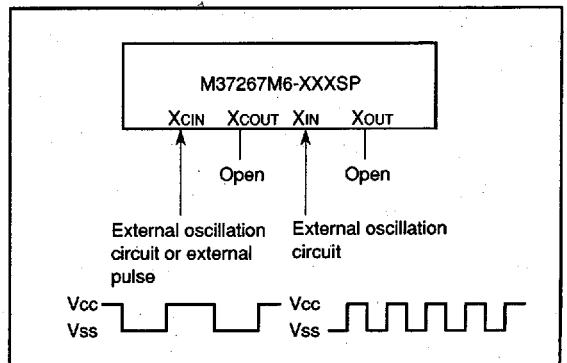 M37267M6-XXXSP
XCIN XCOUT XIN XOUT
Open Open
External oscillation
circuit or external
pulse
External oscillation
circuit
Vcc Vcc
Vss Vss